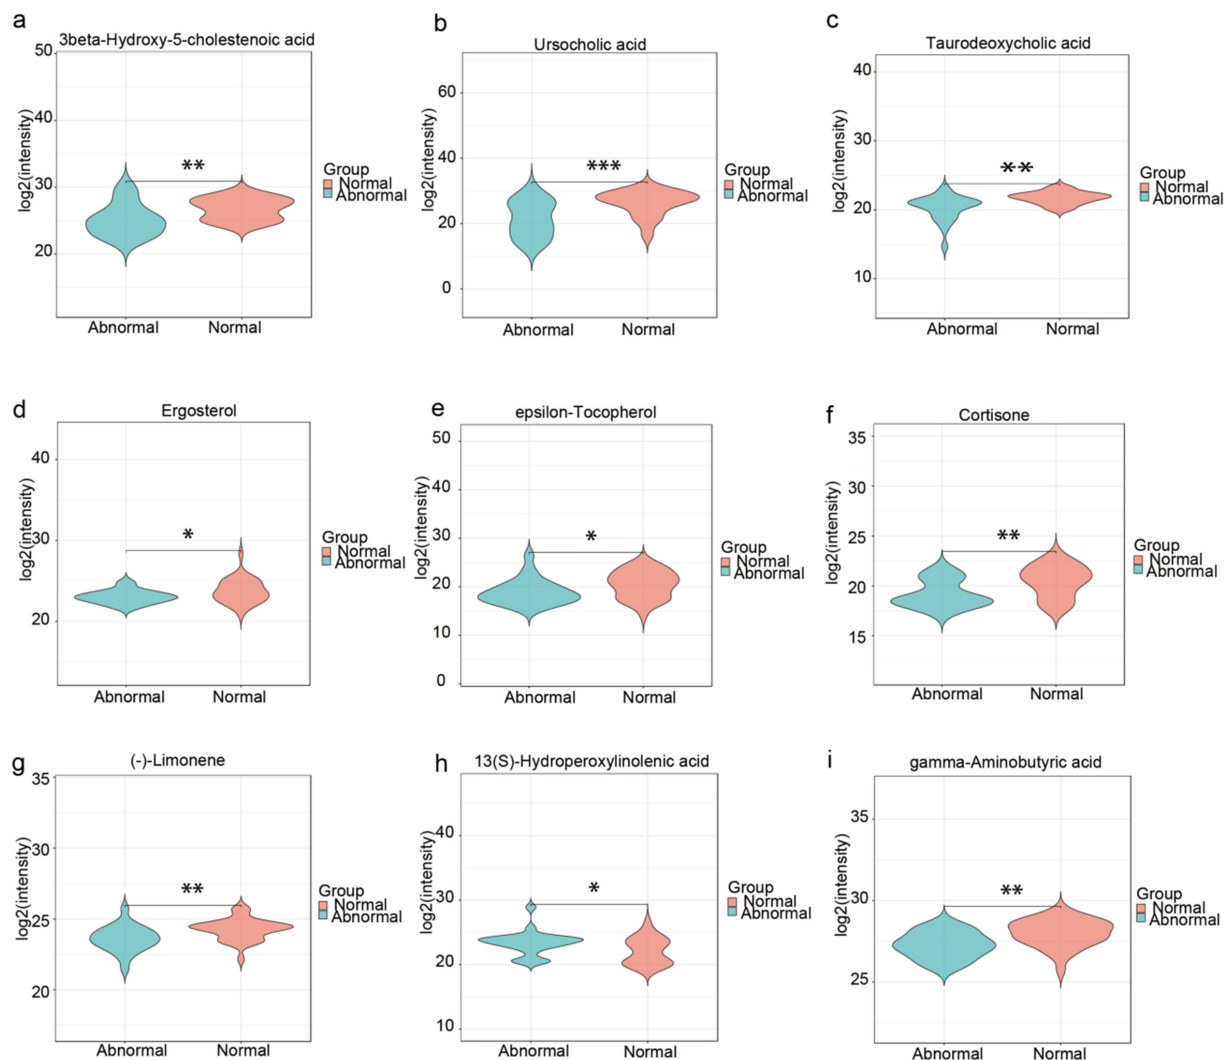 a
3beta-Hydroxy-5-cholestenoic acid
50
40
30
20
log2(intensity)
**
Abnormal Normal
Group
Normal
Abnormal
b
Ursocholic acid
60
40
20
0
log2(intensity)
***
Abnormal Normal
Group
Normal
Abnormal
c
Taurodeoxycholic acid
40
30
20
10
log2(intensity)
**
Abnormal Normal
Group
Normal
Abnormal
d
Ergosterol
40
30
20
log2(intensity)
*
Abnormal Normal
Group
Normal
Abnormal
e
epsilon-Tocopherol
50
40
30
20
10
0
log2(intensity)
*
Abnormal Normal
Group
Normal
Abnormal
f
Cortisone
35
30
25
20
15
log2(intensity)
**
Abnormal Normal
Group
Normal
Abnormal
g
(-)-Limonene
35
30
25
20
log2(intensity)
**
Abnormal Normal
Group
Normal
Abnormal
h
13(S)-Hydroperoxylinolenic acid
40
30
20
10
log2(intensity)
*
Abnormal Normal
Group
Normal
Abnormal
i
gamma-Aminobutyric acid
35
30
25
log2(intensity)
**
Abnormal Normal
Group
Normal
Abnormal